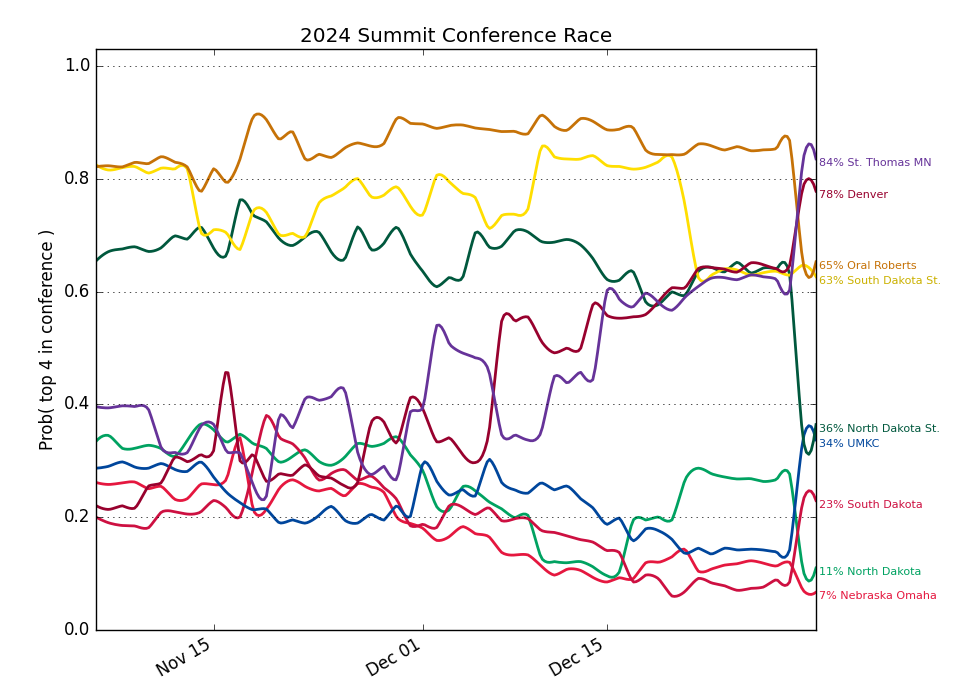 2024 Summit Conference Race
Prob( top 4 in conference )
1.0
0.8
0.6
0.4
0.2
0.0
Nov 15
Dec 01
Dec 15
84% St. Thomas MN
78% Denver
65% Oral Roberts
63% South Dakota St.
36% North Dakota St.
34% UMKC
23% South Dakota
11% North Dakota
7% Nebraska Omaha